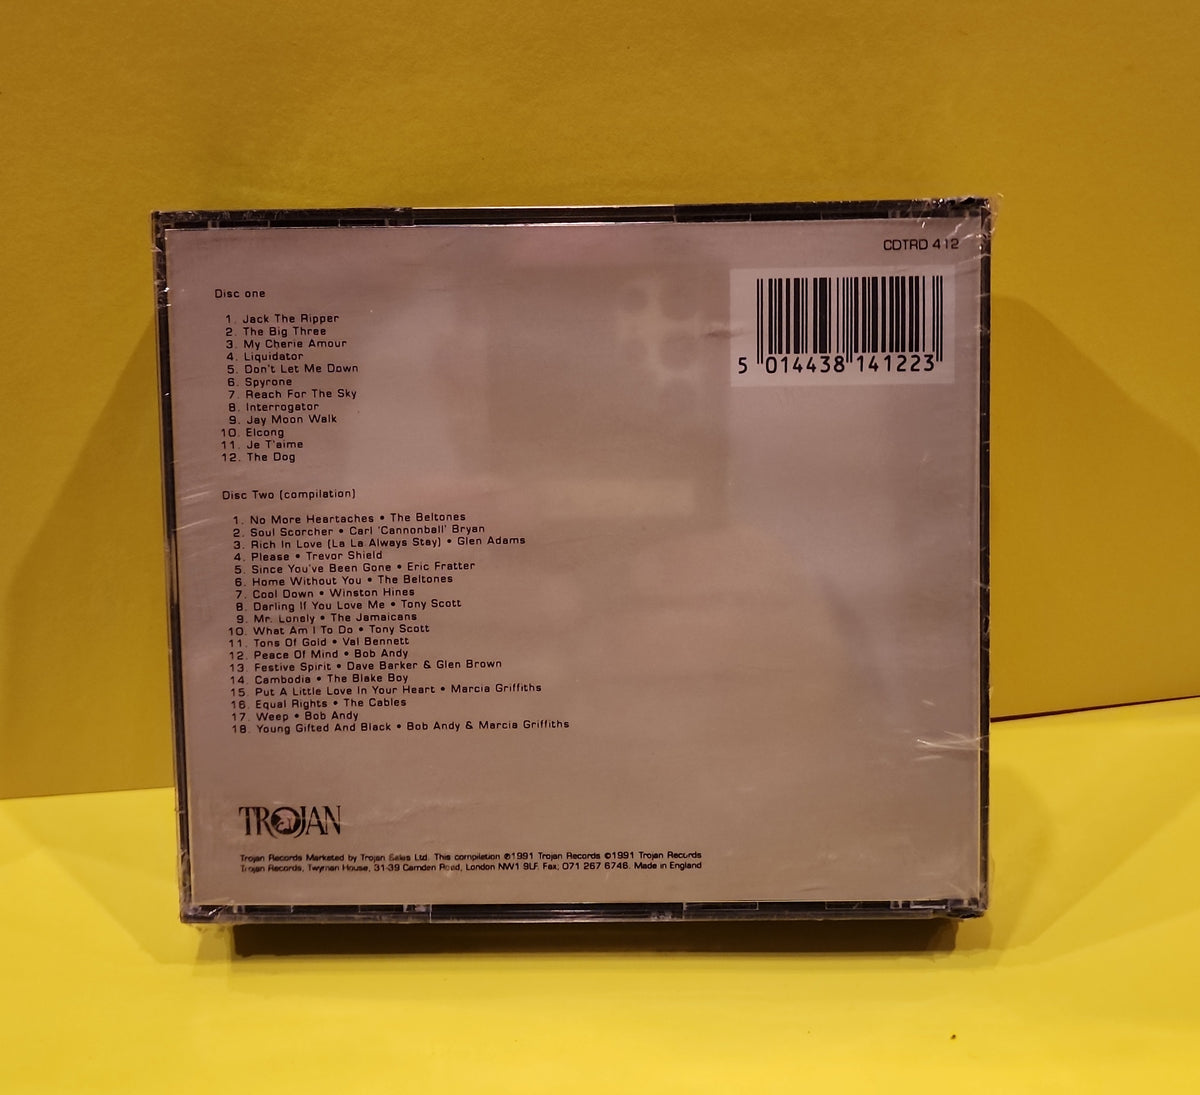 CDTRD 412
5 014438 141223
Disc one
1. Jack The Ripper
2. The Big Three
3. My Cherie Amour
4. Liquidator
5. Don't Let Me Down
6. Spyrone
7. Reach For The Sky
8. Interrogator
9. Jay Moon Walk
10. Elcong
11. Je T'aime
12. The Dog
Disc Two (compilation)
1. No More Heartaches • The Beltones
2. Soul Scorcher • Carl 'Cannonball' Bryan
3. Rich In Love (La La Always Stay) • Glen Adams
4. Please • Trevor Shield
5. Since You've Been Gone • Eric Fratter
6. Home Without You • The Beltones
7. Cool Down • Winston Hines
8. Darling If You Love Me • Tony Scott
9. Mr. Lonely • The Jamaicans
10. What Am I To Do • Tony Scott
11. Tons Of Gold • Val Bennett
12. Peace Of Mind • Bob Andy
13. Festive Spirit • Dave Barker & Glen Brown
14. Cambodia • The Blake Boy
15. Put A Little Love In Your Heart • Marcia Griffiths
16. Equal Rights • The Cables
17. Weep • Bob Andy
18. Young Gifted And Black • Bob Andy & Marcia Griffiths
TROJAN
Trojan Records Marketed by Trojan Sales Ltd. This compilation ℗1991 Trojan Records ©1991 Trojan Records
Trojan Records, Twyman House, 31-39 Camden Road, London NW1 9LF. Fax; 071 267 6746. Made in England